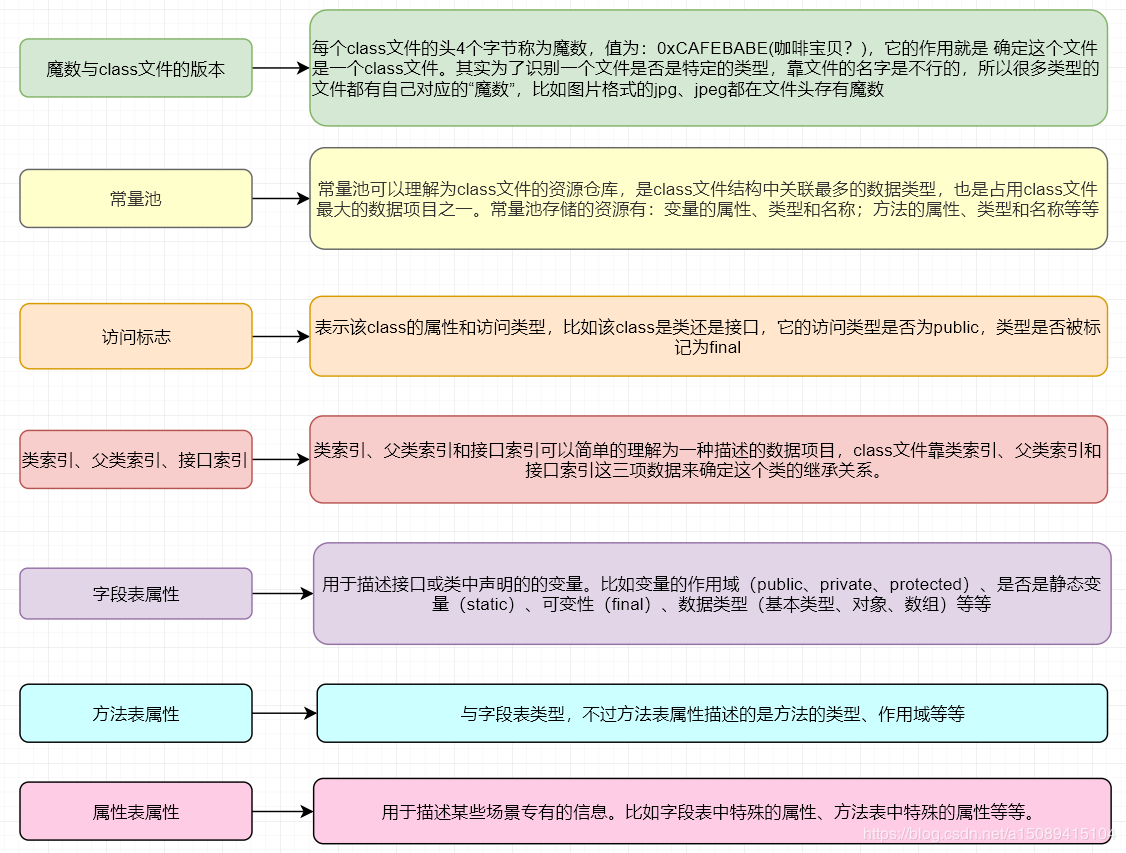 魔数与class文件的版本
每个class文件的头4个字节称为魔数，值为：0xCAFEBABE(咖啡宝贝？)，它的作用就是 确定这个文件
是一个class文件。其实为了识别一个文件是否是特定的类型，靠文件的名字是不行的，所以很多类型的
文件都有自己对应的“魔数”，比如图片格式的jpg、jpeg都在文件头存有魔数
常量池
常量池可以理解为class文件的资源仓库，是class文件结构中关联最多的数据类型，也是占用class文件
最大的数据项目之一。常量池存储的资源有：变量的属性、类型和名称；方法的属性、类型和名称等等
访问标志
表示该class的属性和访问类型，比如该class是类还是接口，它的访问类型是否为public，类型是否被标
记为final
类索引、父类索引、接口索引
类索引、父类索引和接口索引可以简单的理解为一种描述的数据项目，class文件靠类索引、父类索引和
接口索引这三项数据来确定这个类的继承关系。
字段表属性
用于描述接口或类中声明的的变量。比如变量的作用域（public、private、protected）、是否是静态变
量（static）、可变性（final）、数据类型（基本类型、对象、数组）等等
方法表属性
与字段表类型，不过方法表属性描述的是方法的类型、作用域等等
属性表属性
用于描述某些场景专有的信息。比如字段表中特殊的属性、方法表中特殊的属性等等。
https://blog.csdn.net/a15089415104